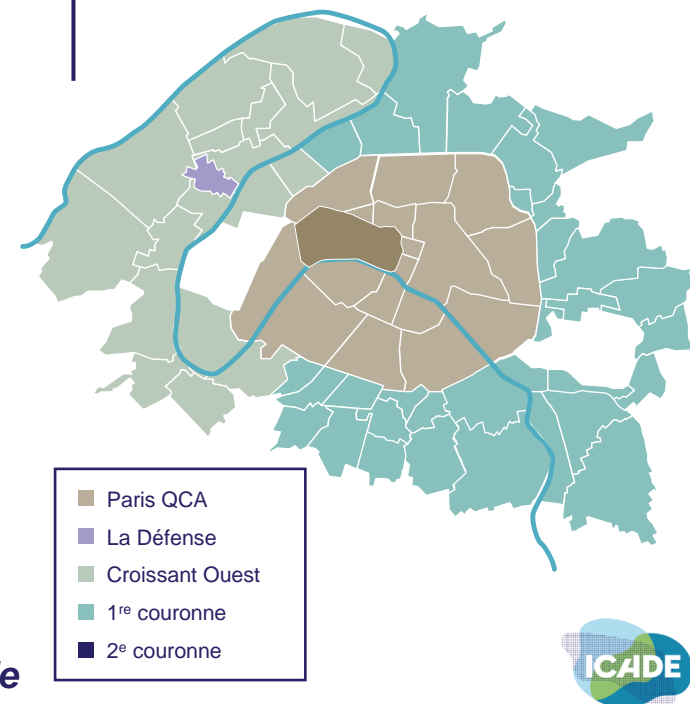 Paris QCA
La Défense
Croissant Ouest
1re couronne
2e couronne
ICADE